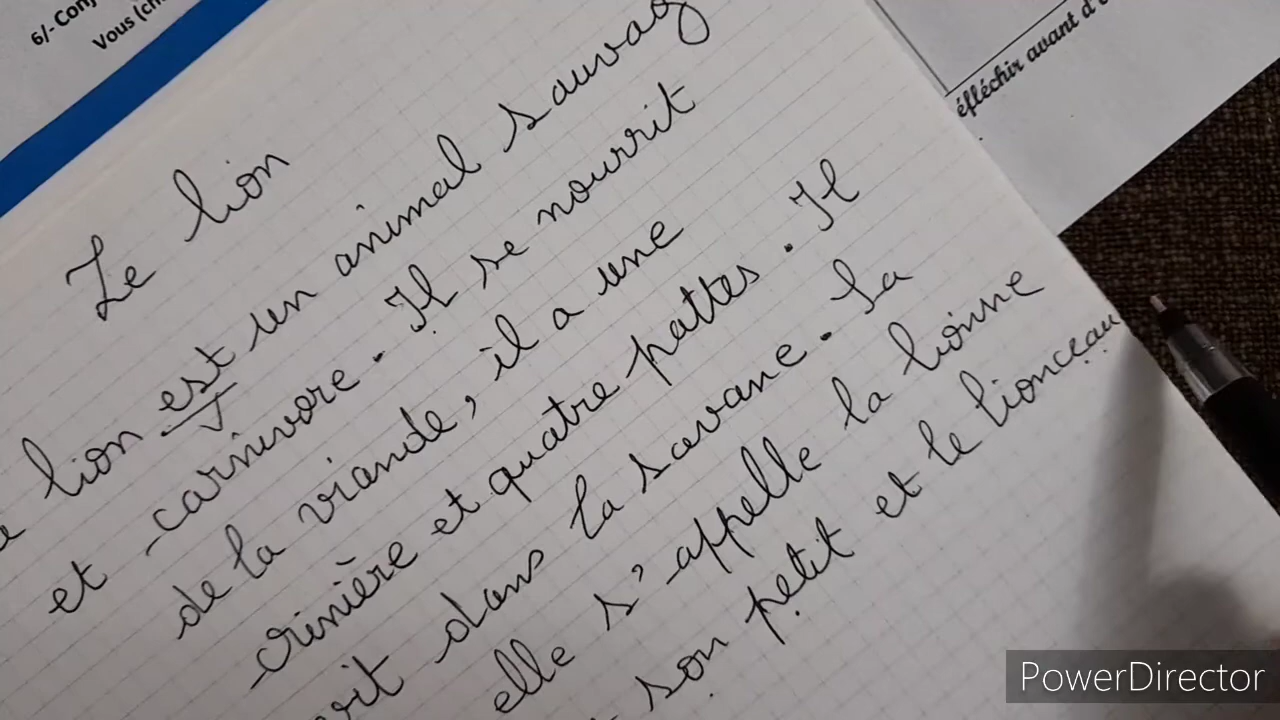 6/- Conj
Vous (ch
éfléchir avant d'é
Le lion
e lion est un animal sauvag
et carnivore. Il se nourrit
de la viande, il a une
crinière et quatre pattes. Il
vit dans la savane. La
elle s'appelle la lionne
son petit et le lionceau
PowerDirector